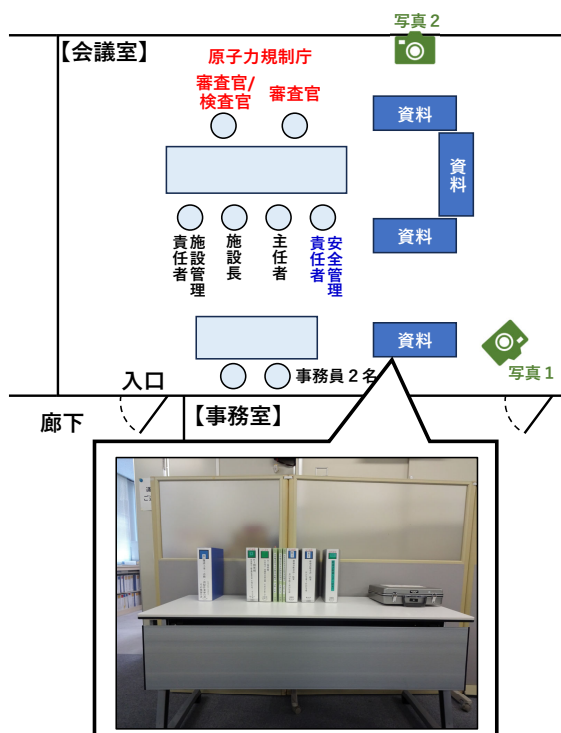 写真２
【会議室】
原子力規制庁
審査官/
検査官
審査官
資料
資料
資料
施設管理
責任者
施設長
主任者
安全管理
責任者
資料
写真１
事務員２名
入口
廊下
【事務室】